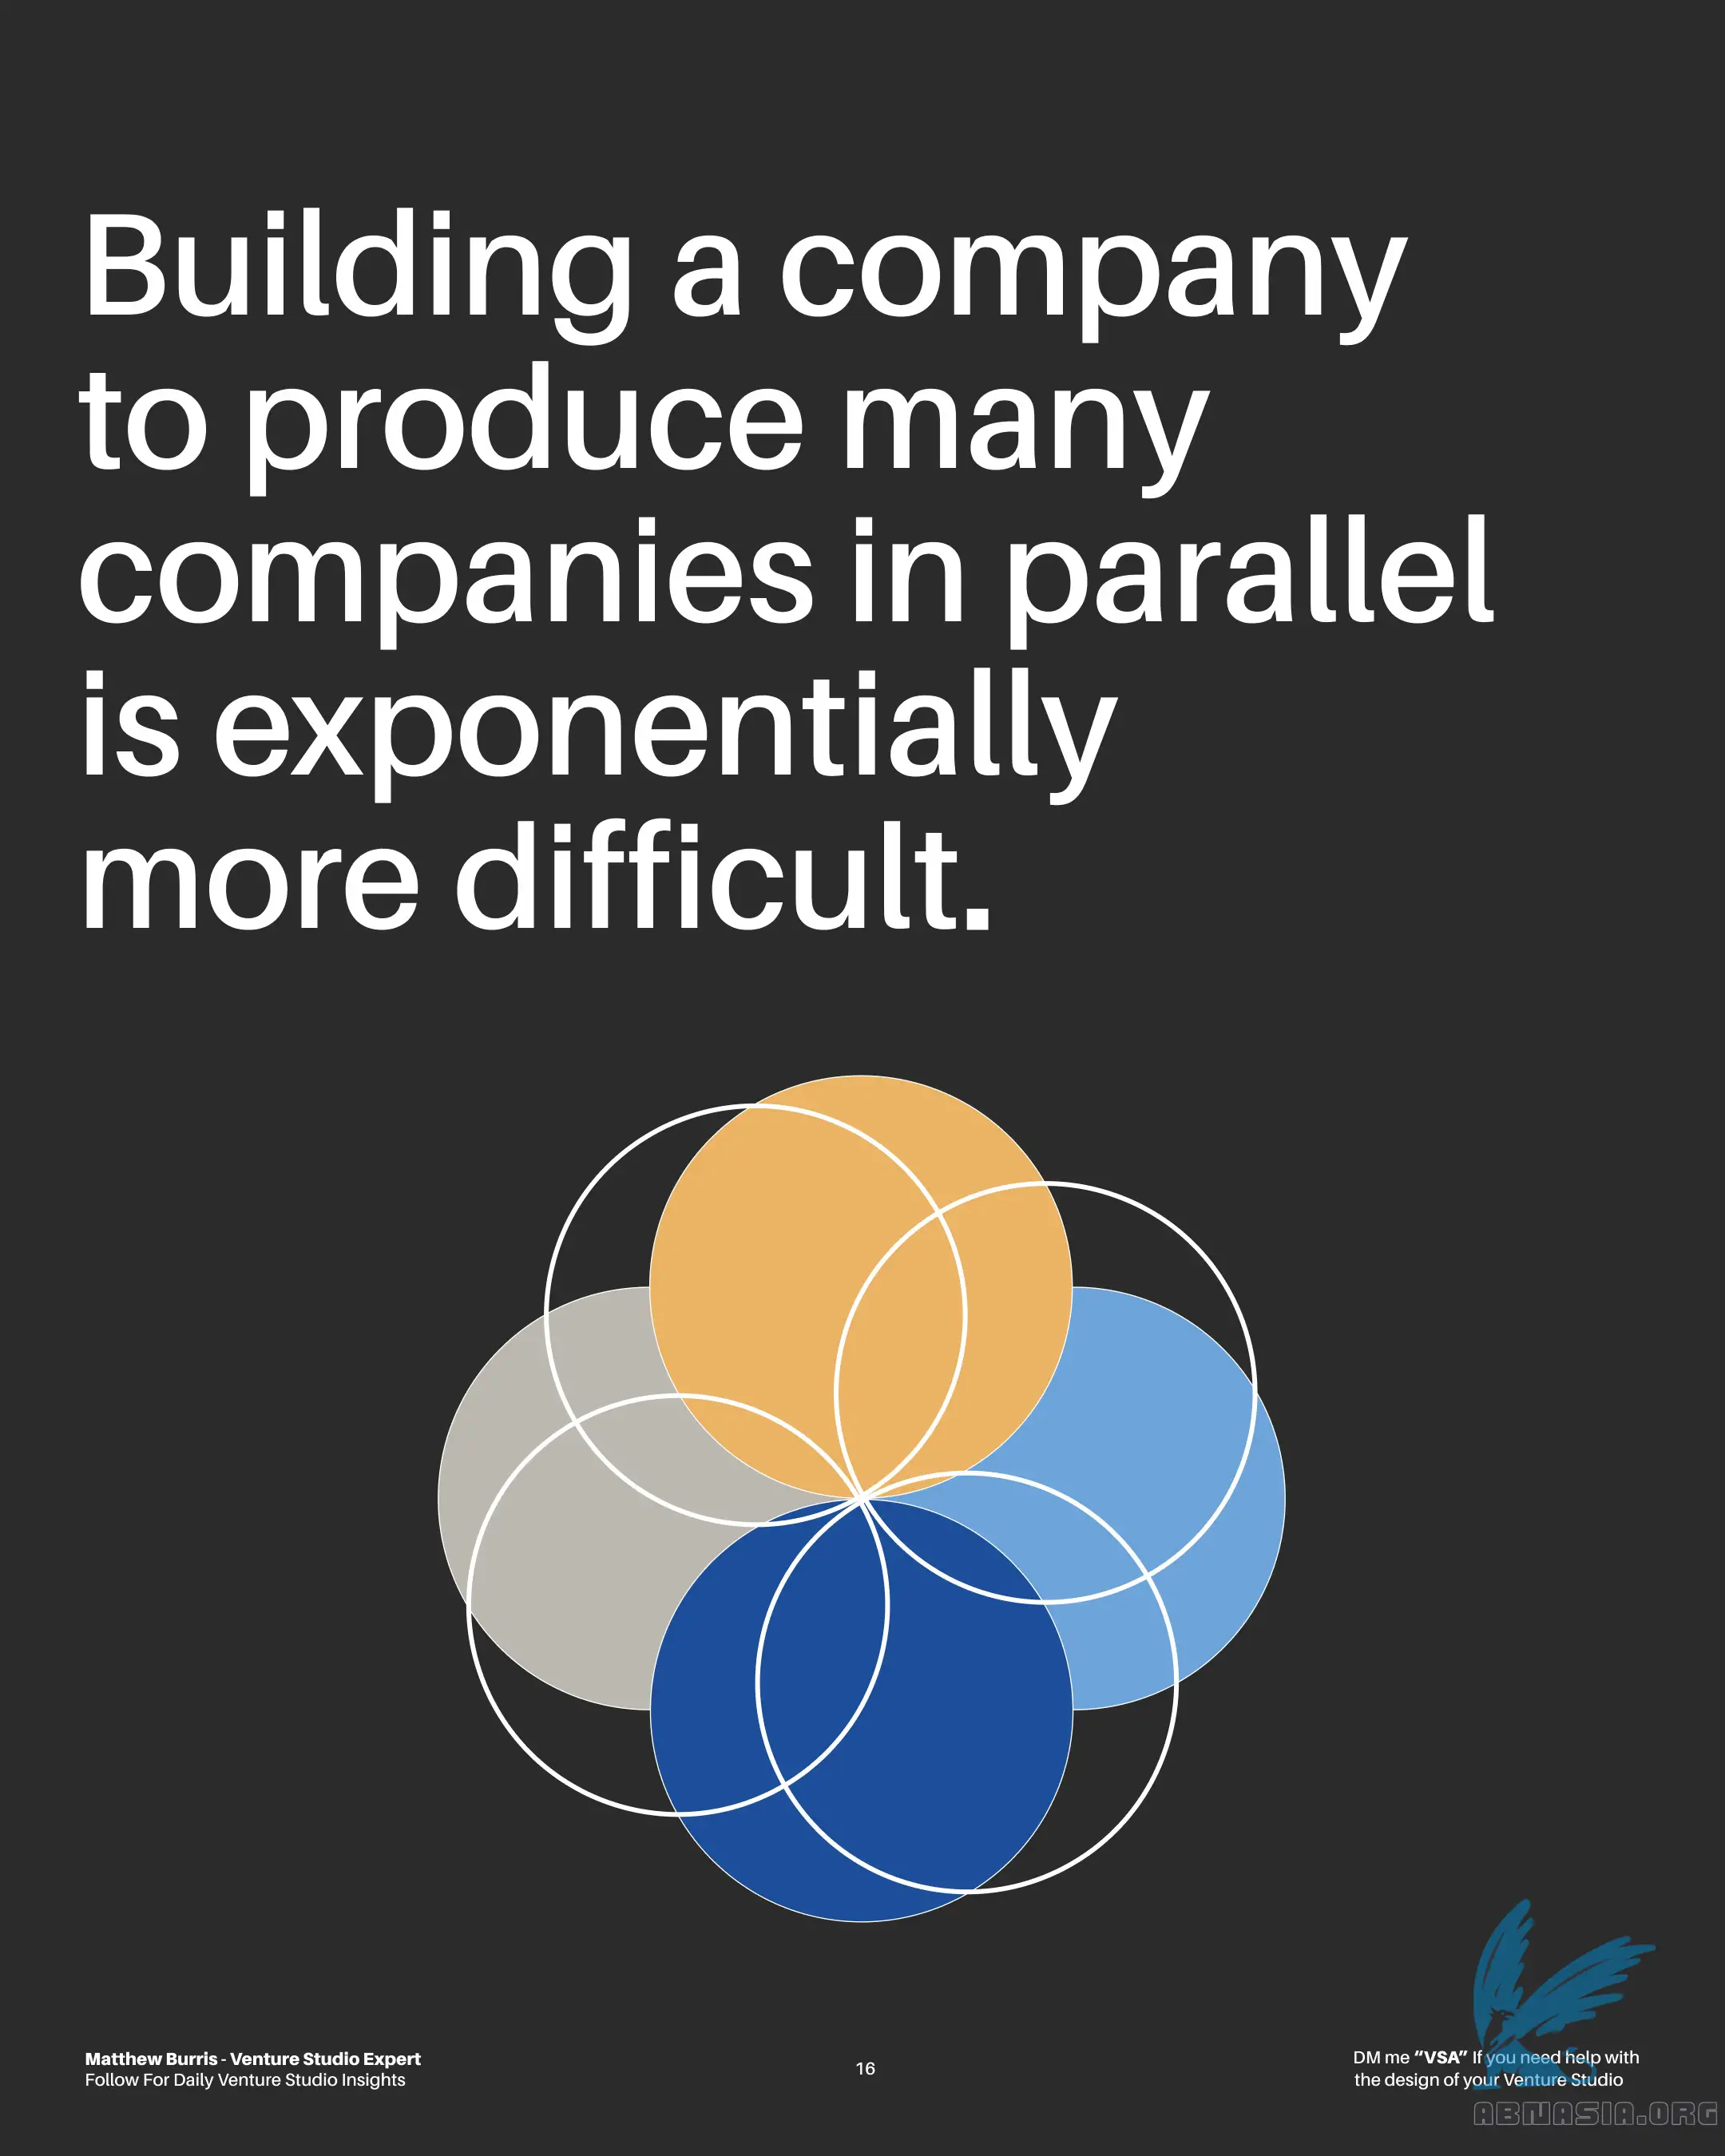 Building a company
to produce many
companies in parallel
is exponentially
more difficult.
Matthew Burris - Venture Studio Expert
Follow For Daily Venture Studio Insights
16
DM me “VSA” If you need help with
the design of your Venture Studio
ABNASIA.ORG